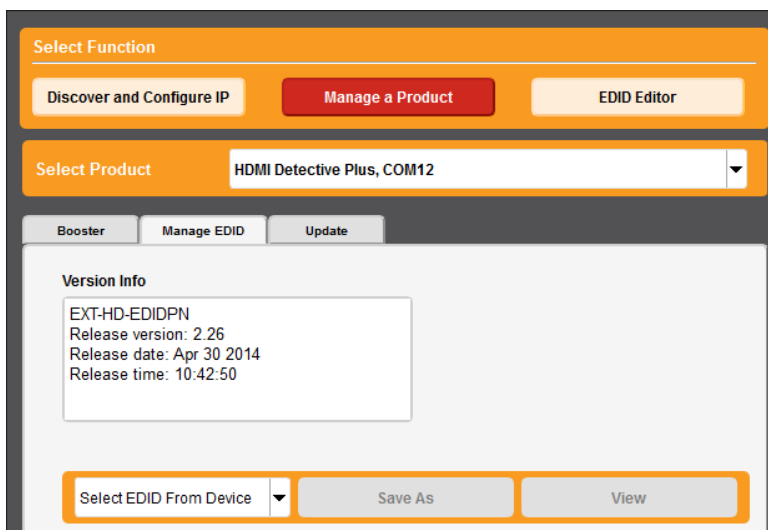 Select Function
Discover and Configure IP
Manage a Product
EDID Editor
Select Product
HDMI Detective Plus, COM12
Booster
Manage EDID
Update
Version Info
EXT-HD-EDIDPN
Release version: 2.26
Release date: Apr 30 2014
Release time: 10:42:50
Select EDID From Device
Save As
View